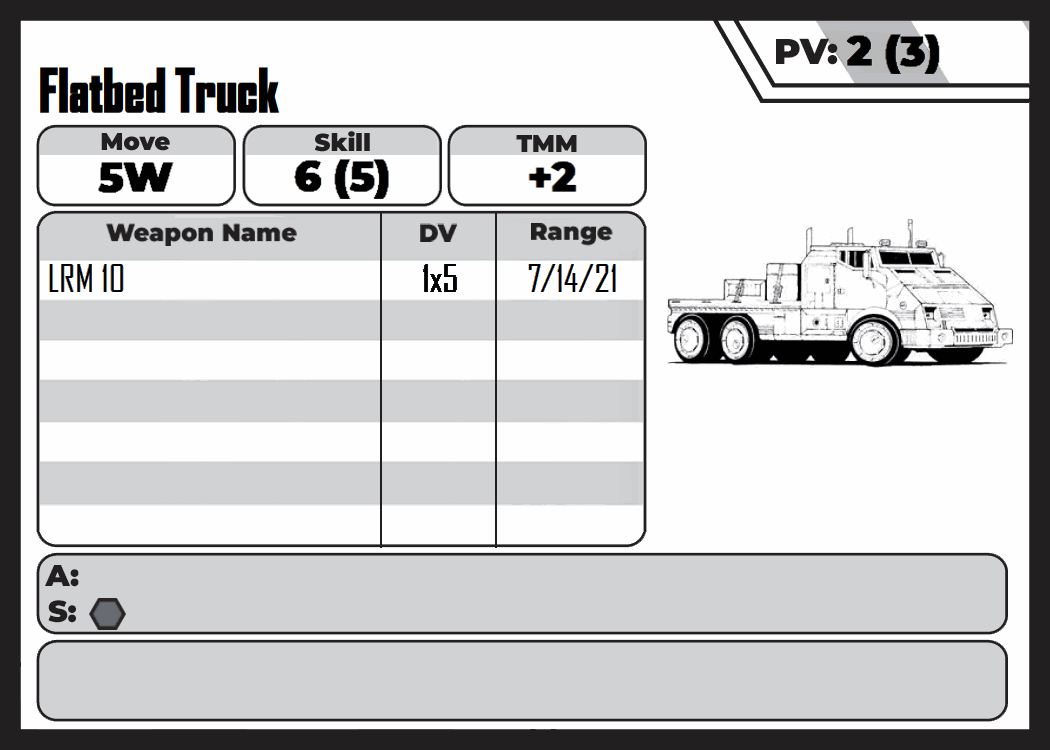 PV: 2 (3)
Flatbed Truck
Move Skill TMM
5W 6 (5) +2
Weapon Name DV Range
LRM 10 1x5 7/14/21
A:
S: